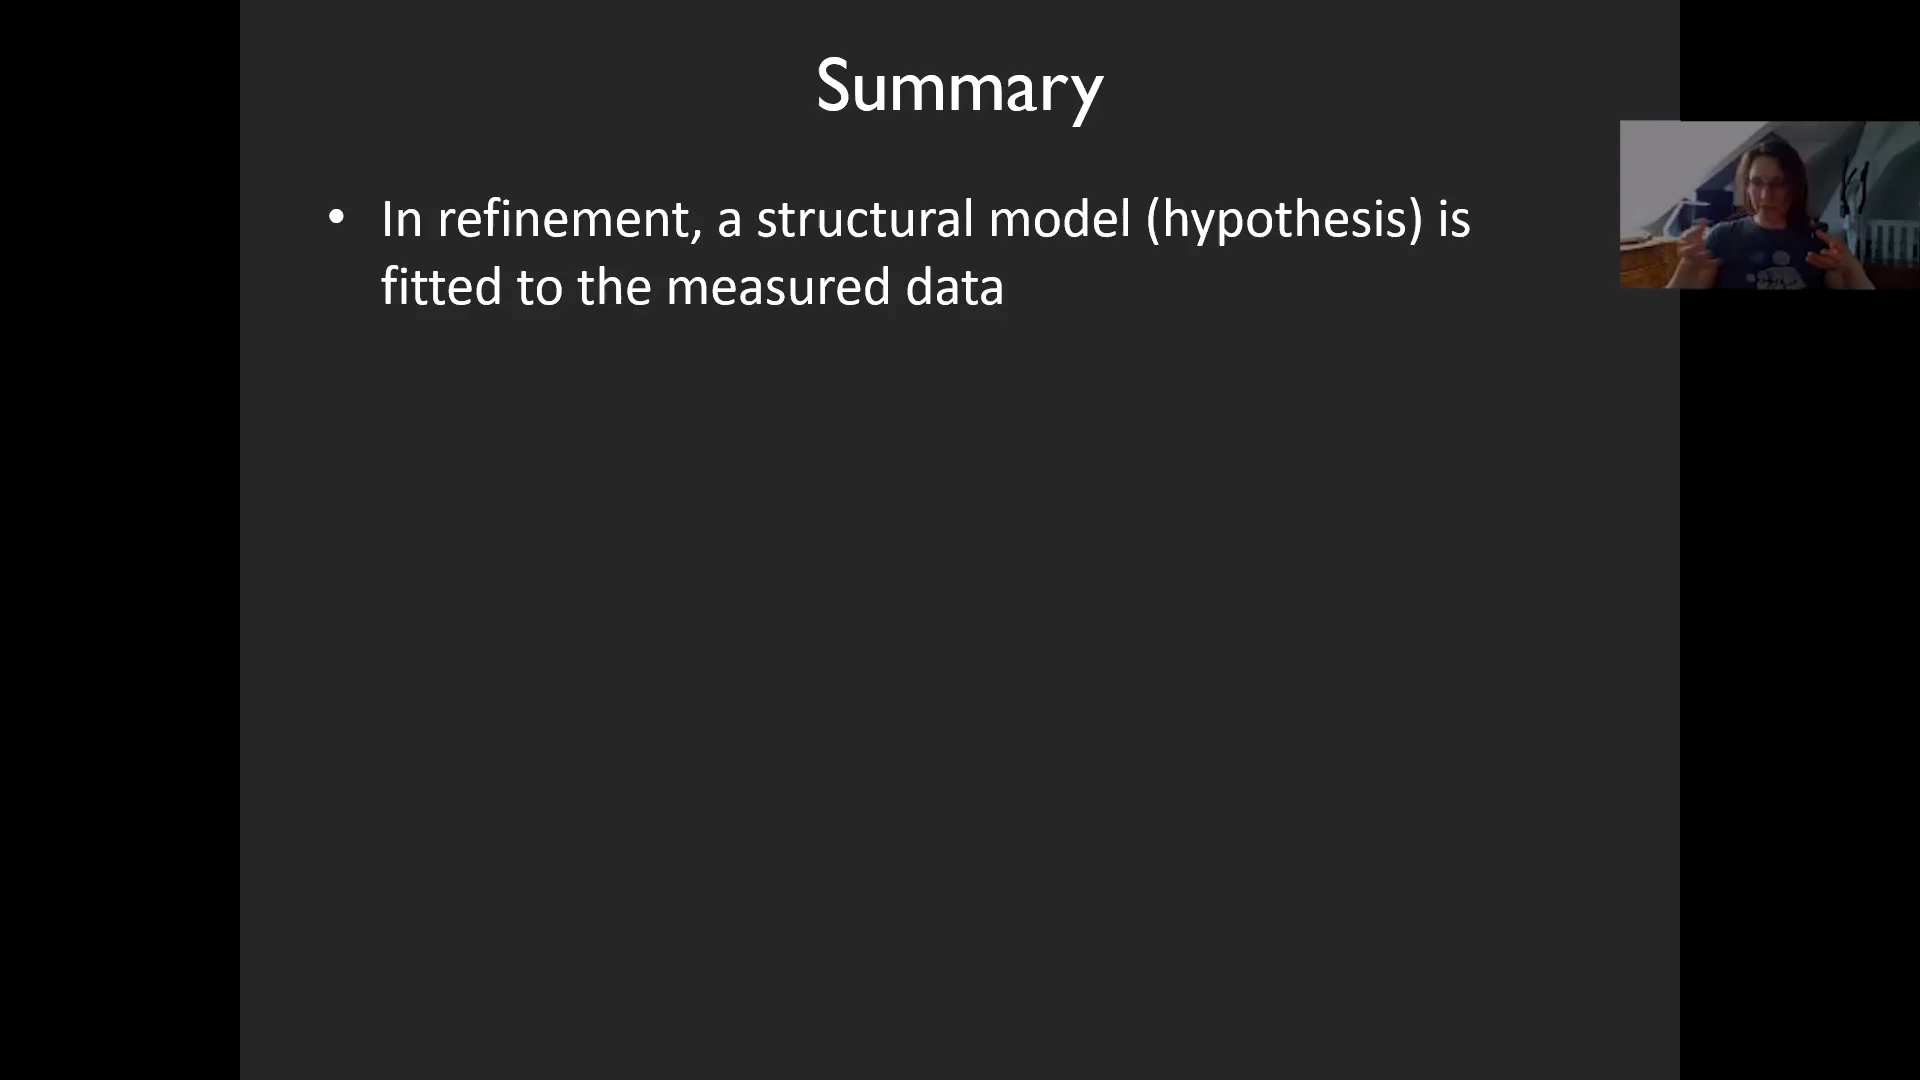 Summary
• In refinement, a structural model (hypothesis) is
fitted to the measured data